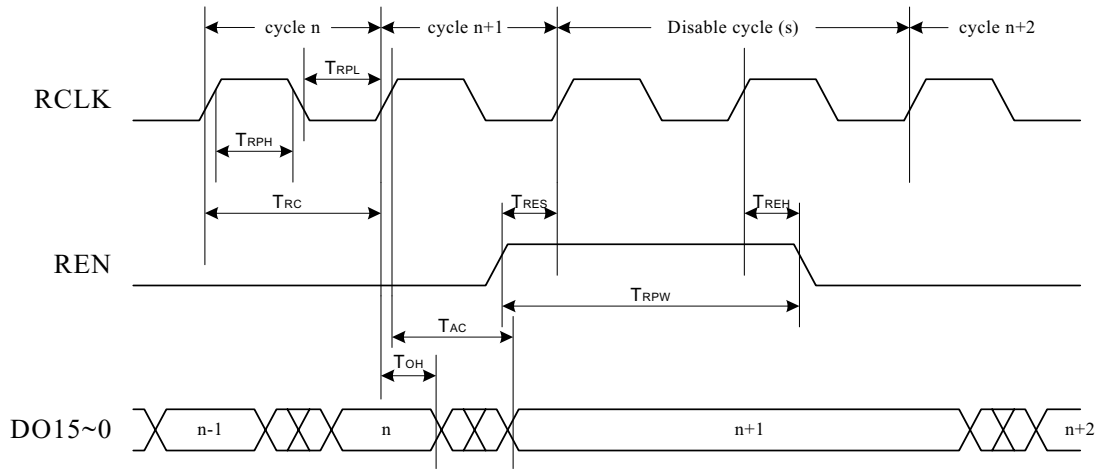 cycle n
cycle n+1
Disable cycle (s)
cycle n+2
TRPL
RCLK
TRPH
TRC
TRES
TREH
REN
TRPW
TAC
TOH
DO15~0
n-1
n
n+1
n+2